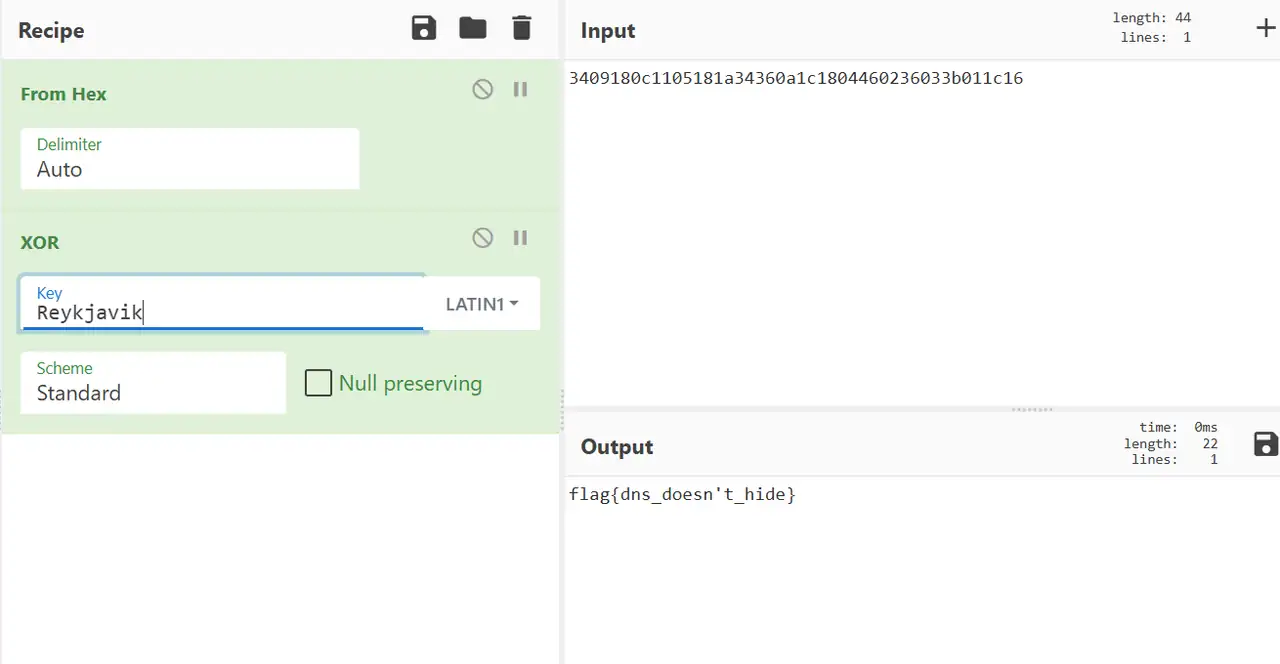 Recipe
From Hex
Delimiter
Auto
XOR
Key
Reykjavik
LATIN1
Scheme
Standard
Null preserving
Input
length: 44
lines: 1
3409180c1105181a34360a1c1804460236033b011c16
Output
time: 0ms
length: 22
lines: 1
flag{dns_doesn't_hide}